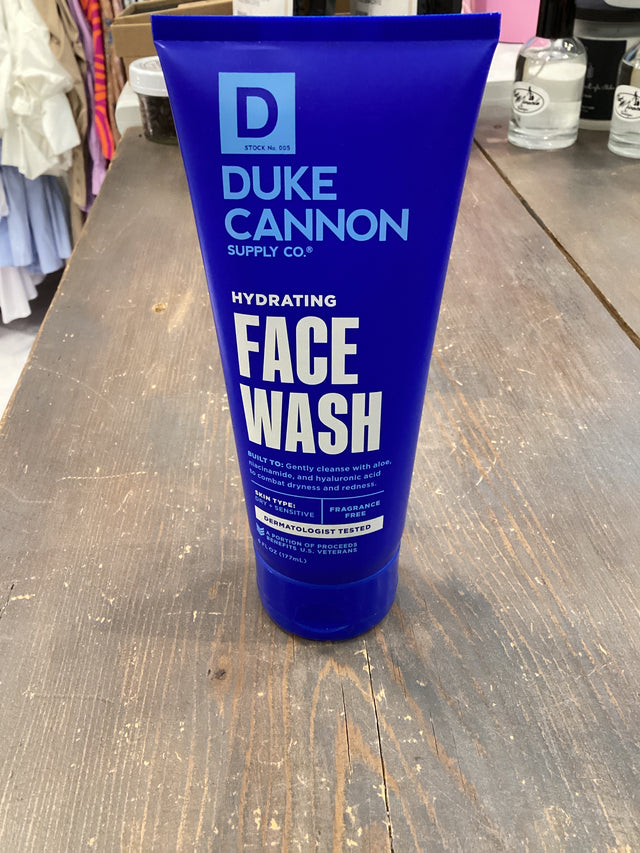 D
STOCK No. 005
DUKE
CANNON
SUPPLY CO.®
HYDRATING
FACE
WASH
BUILT TO: Gently cleanse with aloe,
niacinamide, and hyaluronic acid
to combat dryness and redness.
SKIN TYPE:
DRY + SENSITIVE
FRAGRANCE
FREE
DERMATOLOGIST TESTED
A PORTION OF PROCEEDS
BENEFITS U.S. VETERANS
FL OZ (177mL)